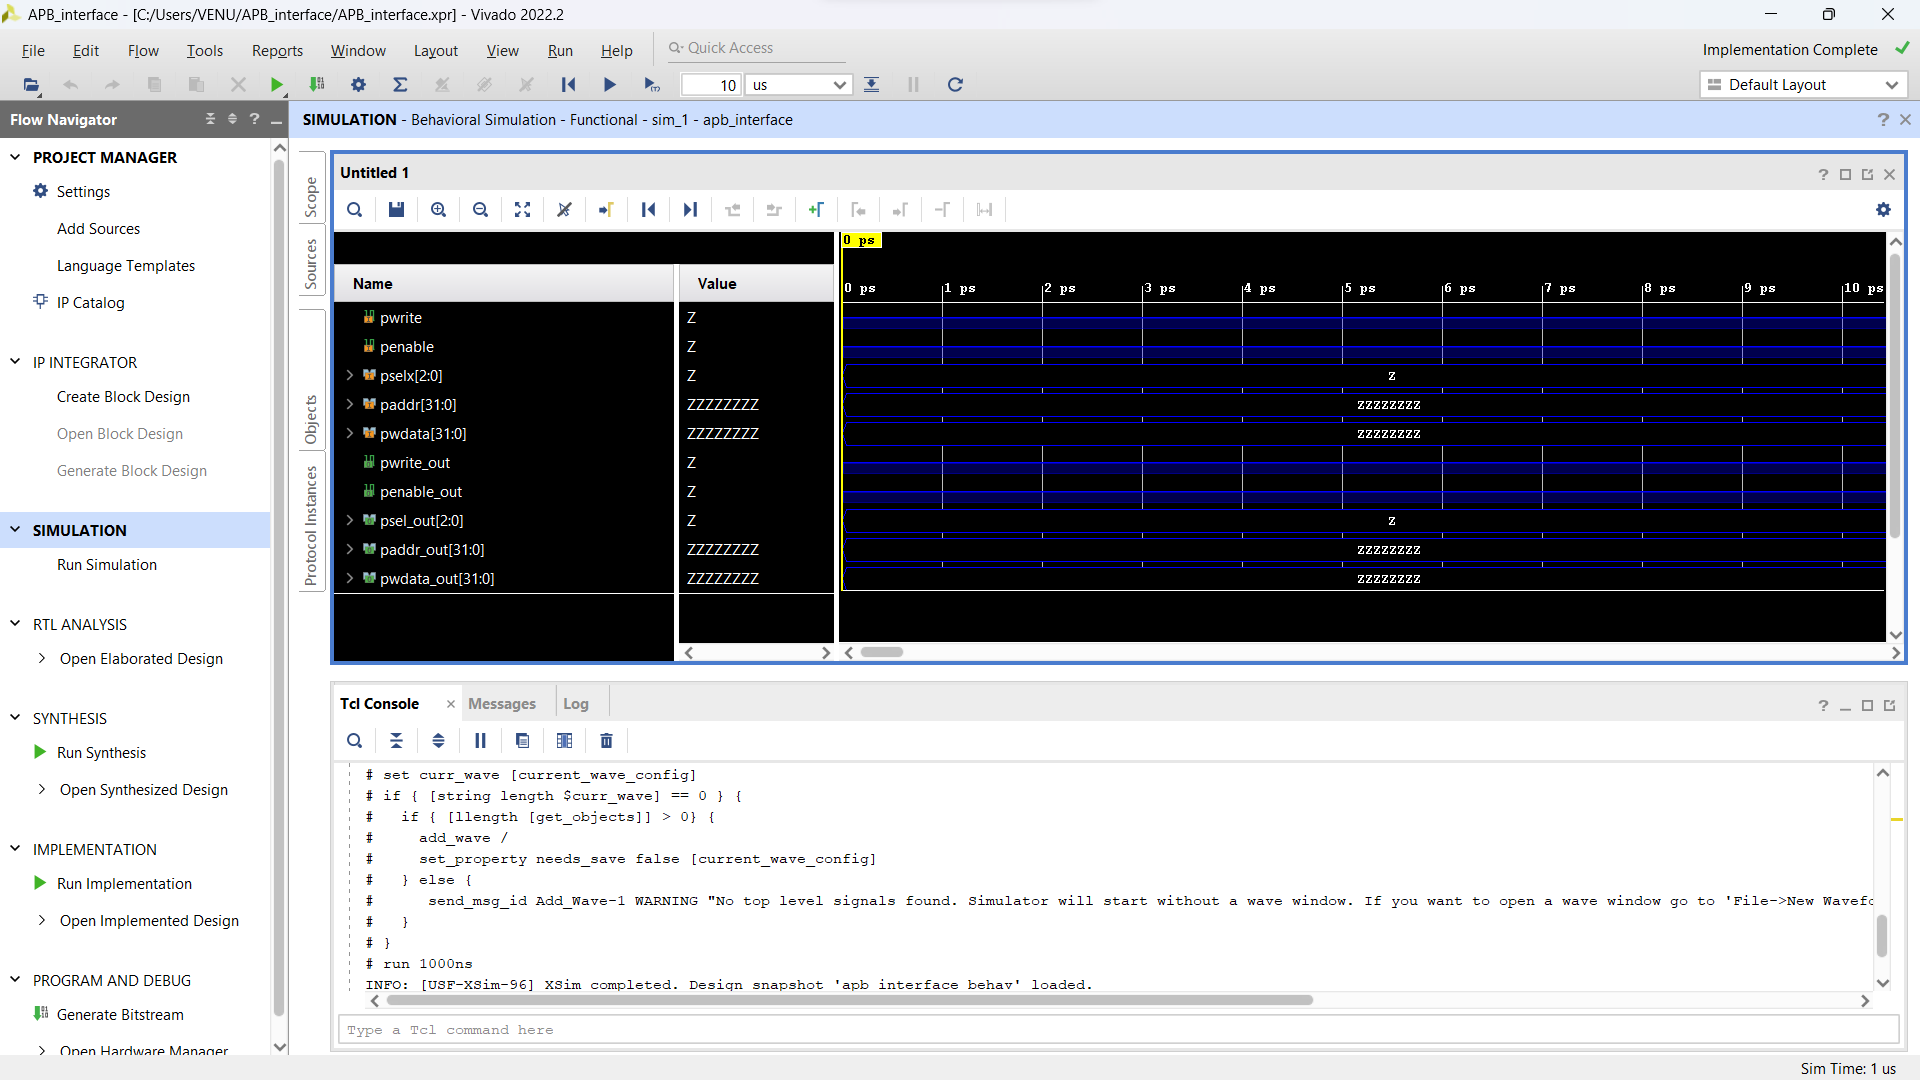 APB_interface - [C:/Users/VENU/APB_interface/APB_interface.xpr] - Vivado 2022.2
File Edit Flow Tools Reports Window Layout View Run Help Quick Access
Implementation Complete
10 us
Default Layout
Flow Navigator
PROJECT MANAGER
Settings
Add Sources
Language Templates
IP Catalog
IP INTEGRATOR
Create Block Design
Open Block Design
Generate Block Design
SIMULATION
Run Simulation
RTL ANALYSIS
Open Elaborated Design
SYNTHESIS
Run Synthesis
Open Synthesized Design
IMPLEMENTATION
Run Implementation
Open Implemented Design
PROGRAM AND DEBUG
Generate Bitstream
Open Hardware Manager
SIMULATION - Behavioral Simulation - Functional - sim_1 - apb_interface
Scope
Sources
Objects
Protocol Instances
Untitled 1
0 ps
Name Value 0 ps 1 ps 2 ps 3 ps 4 ps 5 ps 6 ps 7 ps 8 ps 9 ps 10 ps
pwrite Z
penable Z
pselx[2:0] Z Z
paddr[31:0] ZZZZZZZZ ZZZZZZZZ
pwdata[31:0] ZZZZZZZZ ZZZZZZZZ
pwrite_out Z
penable_out Z
psel_out[2:0] Z Z
paddr_out[31:0] ZZZZZZZZ ZZZZZZZZ
pwdata_out[31:0] ZZZZZZZZ ZZZZZZZZ
Tcl Console Messages Log
# set curr_wave [current_wave_config]
# if { [string length $curr_wave] == 0 } {
#   if { [llength [get_objects]] > 0} {
#     add_wave /
#     set_property needs_save false [current_wave_config]
#   } else {
#      send_msg_id Add_Wave-1 WARNING "No top level signals found. Simulator will start without a wave window. If you want to open a wave window go to 'File->New Wavefo
#   }
# }
# run 1000ns
INFO: [USF-XSim-96] XSim completed. Design snapshot 'apb_interface_behav' loaded.
Type a Tcl command here
Sim Time: 1 us